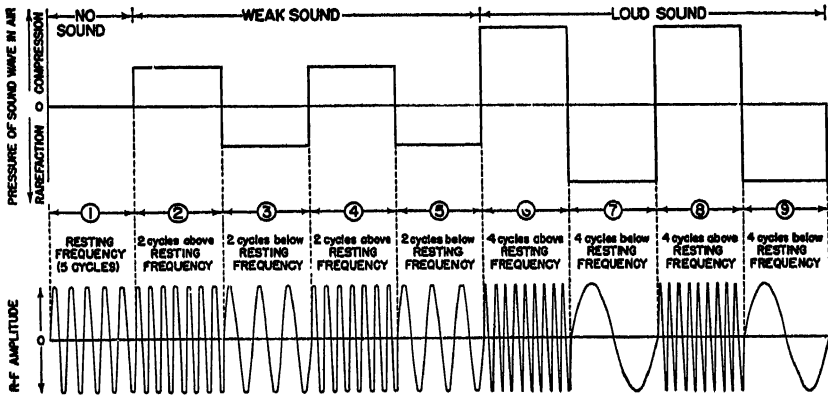 NO SOUND
WEAK SOUND
LOUD SOUND
PRESSURE OF SOUND WAVE IN AIR
RAREFACTION
O
COMPRESSION
1
2
3
4
5
6
7
8
9
RESTING
FREQUENCY
(5 CYCLES)
2 cycles above
RESTING
FREQUENCY
2 cycles below
RESTING
FREQUENCY
2 cycles above
RESTING
FREQUENCY
2 cycles below
RESTING
FREQUENCY
4 cycles above
RESTING
FREQUENCY
4 cycles below
RESTING
FREQUENCY
4 cycles above
RESTING
FREQUENCY
4 cycles below
RESTING
FREQUENCY
R-F AMPLITUDE
O